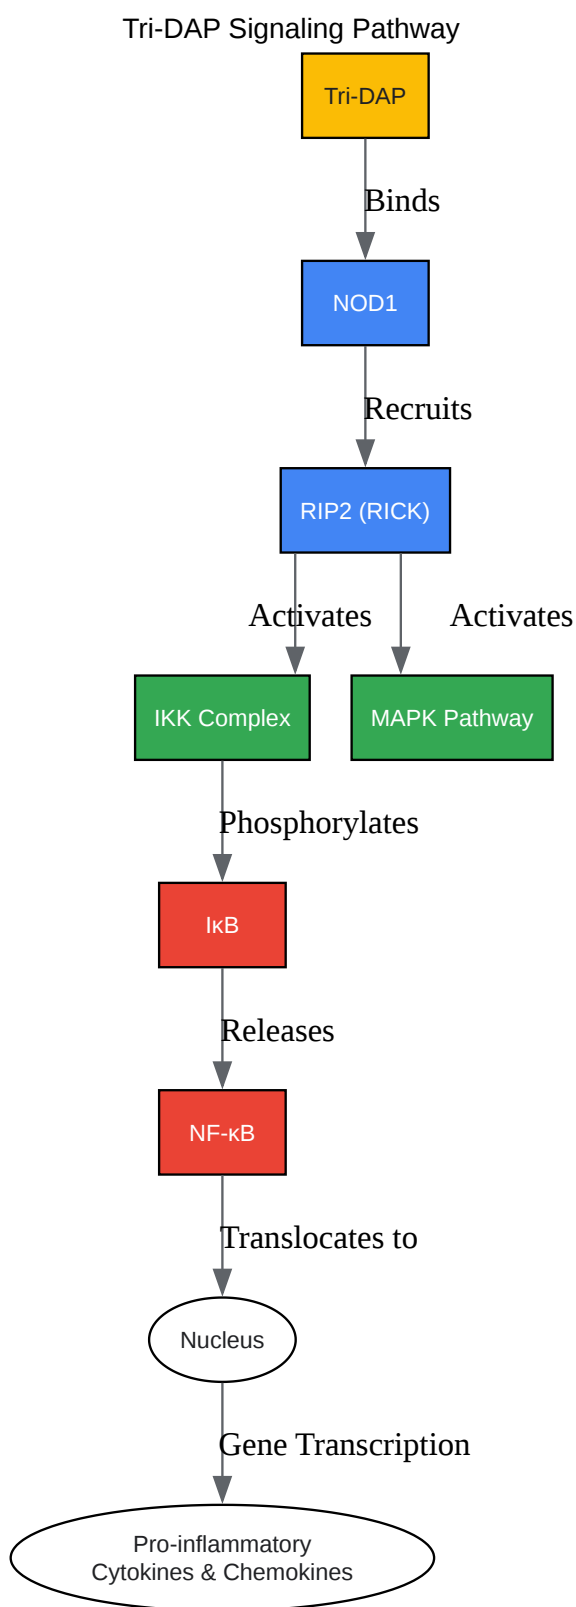 Tri-DAP Signaling Pathway
Tri-DAP
Binds
NOD1
Recruits
RIP2 (RICK)
Activates
Activates
IKK Complex
MAPK Pathway
Phosphorylates
IκB
Releases
NF-κB
Translocates to
Nucleus
Gene Transcription
Pro-inflammatory
Cytokines & Chemokines